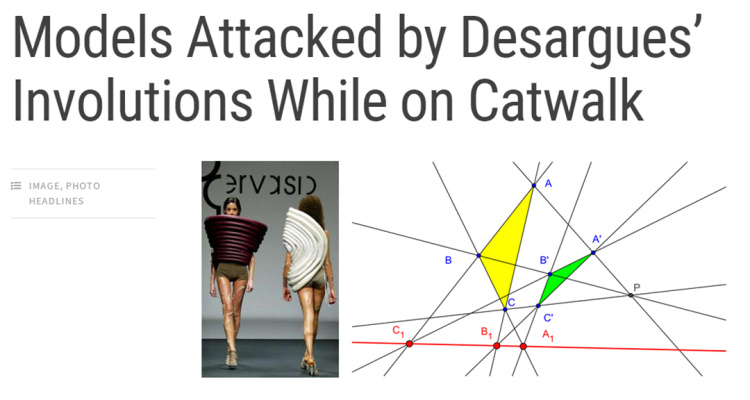 Models Attacked by Desargues’
Involutions While on Catwalk
IMAGE, PHOTO
HEADLINES
A
B
B'
A'
P
C
C'
C1
B1
A1